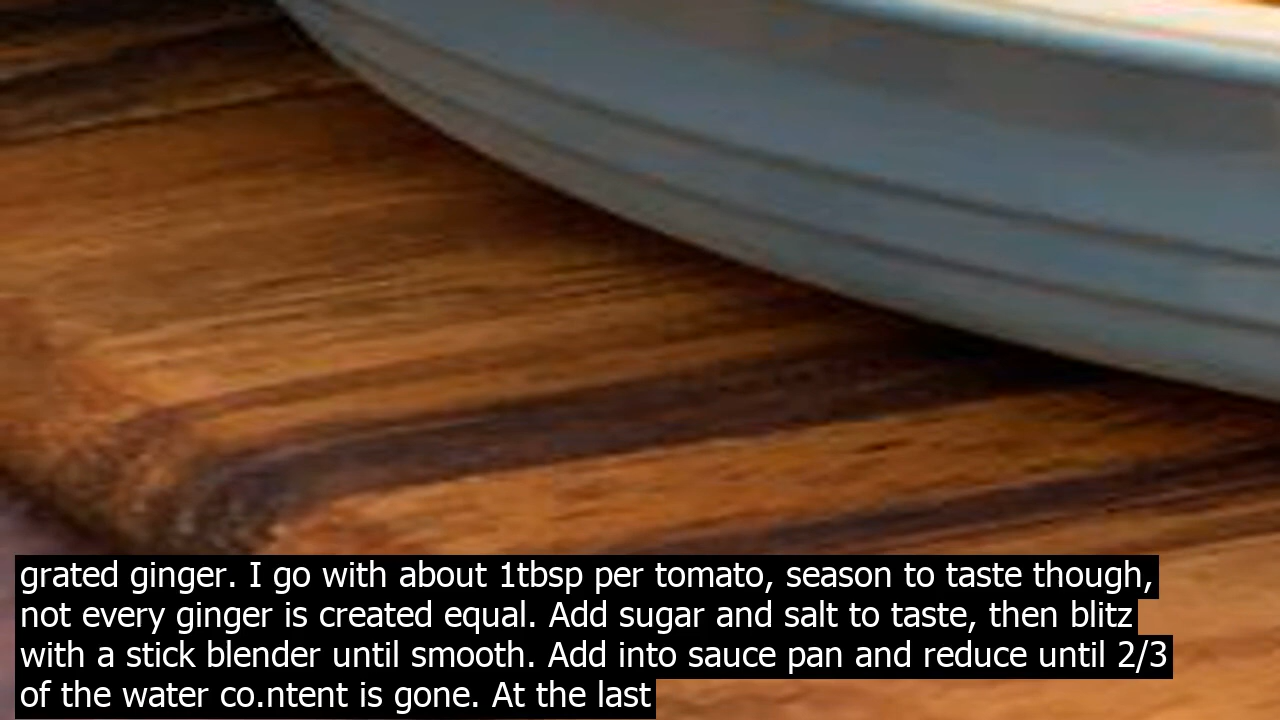 grated ginger. I go with about 1tbsp per tomato, season to taste though,
not every ginger is created equal. Add sugar and salt to taste, then blitz
with a stick blender until smooth. Add into sauce pan and reduce until 2/3
of the water co.ntent is gone. At the last